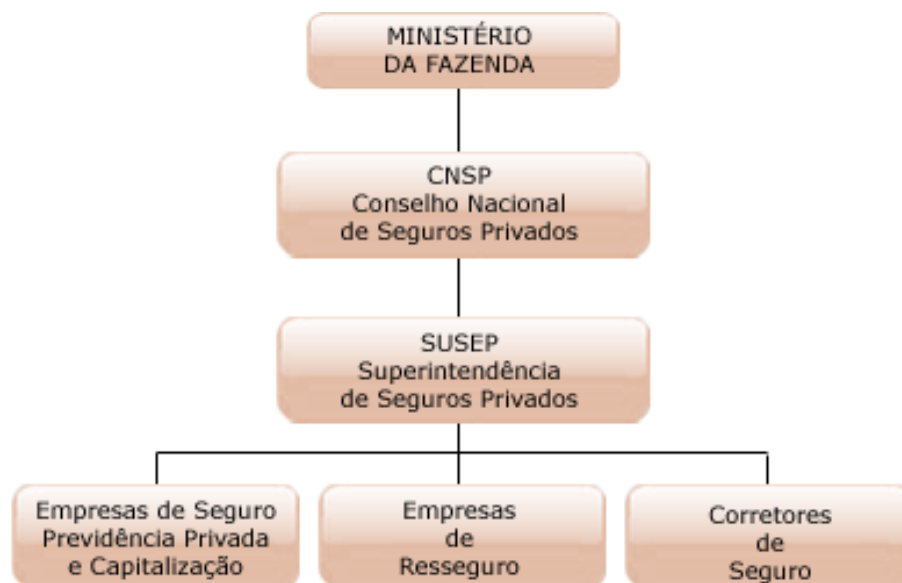 MINISTÉRIO
DA FAZENDA
CNSP
Conselho Nacional
de Seguros Privados
SUSEP
Superintendência
de Seguros Privados
Empresas de Seguro
Previdência Privada
e Capitalização
Empresas
de
Resseguro
Corretores
de
Seguro